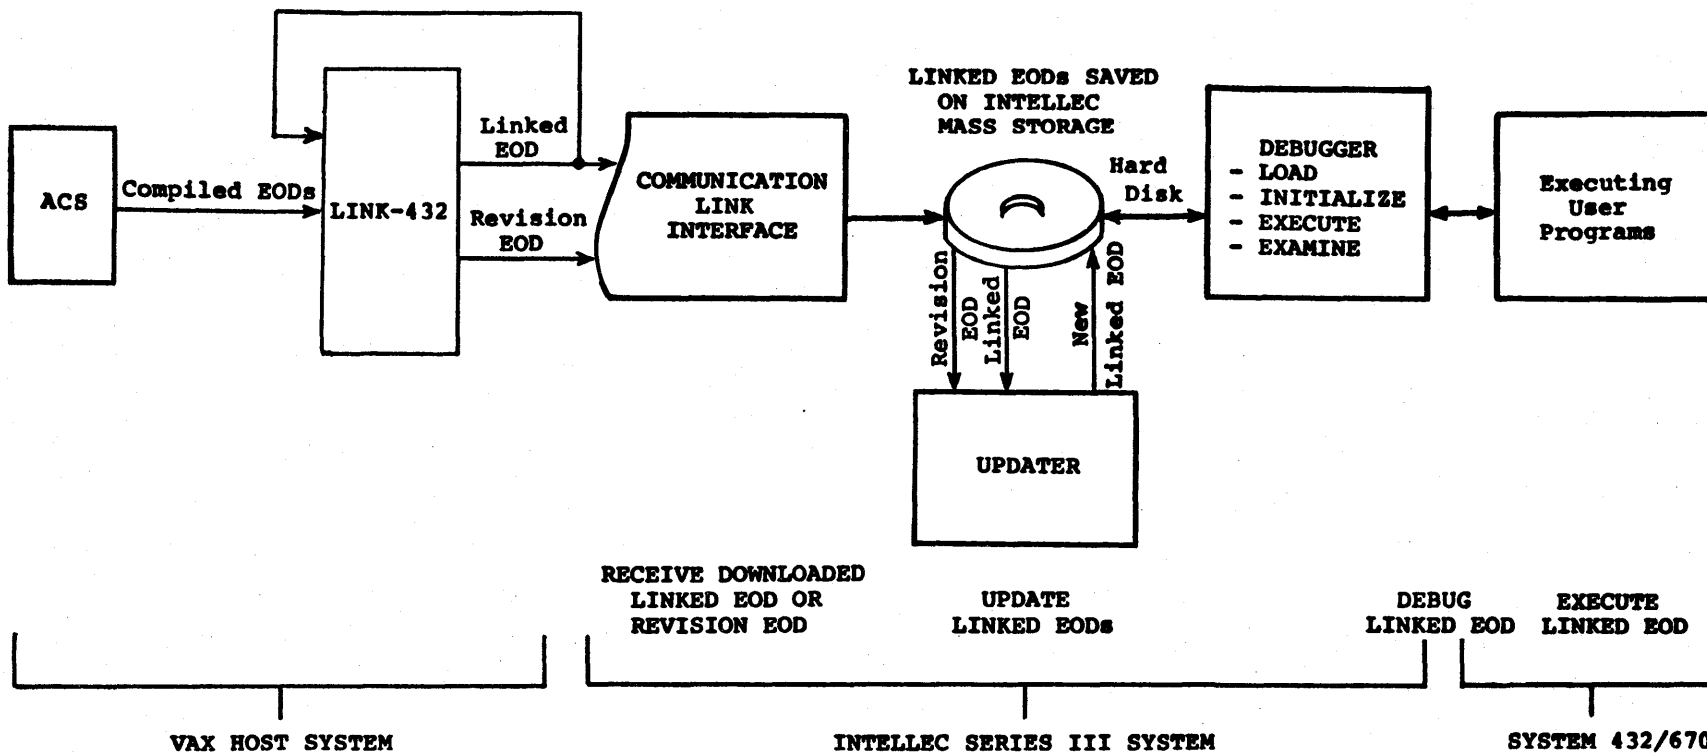 ACS
Compiled EODs
LINK-432
Linked
EOD
Revision
EOD
COMMUNICATION
LINK
INTERFACE
LINKED EODs SAVED
ON INTELLEC
MASS STORAGE
Hard
Disk
Revision
EOD
Linked
EOD
New
Linked EOD
UPDATER
DEBUGGER
- LOAD
- INITIALIZE
- EXECUTE
- EXAMINE
Executing
User
Programs
RECEIVE DOWNLOADED
LINKED EOD OR
REVISION EOD
UPDATE
LINKED EODs
DEBUG
LINKED EOD
EXECUTE
LINKED EOD
VAX HOST SYSTEM
INTELLEC SERIES III SYSTEM
SYSTEM 432/670